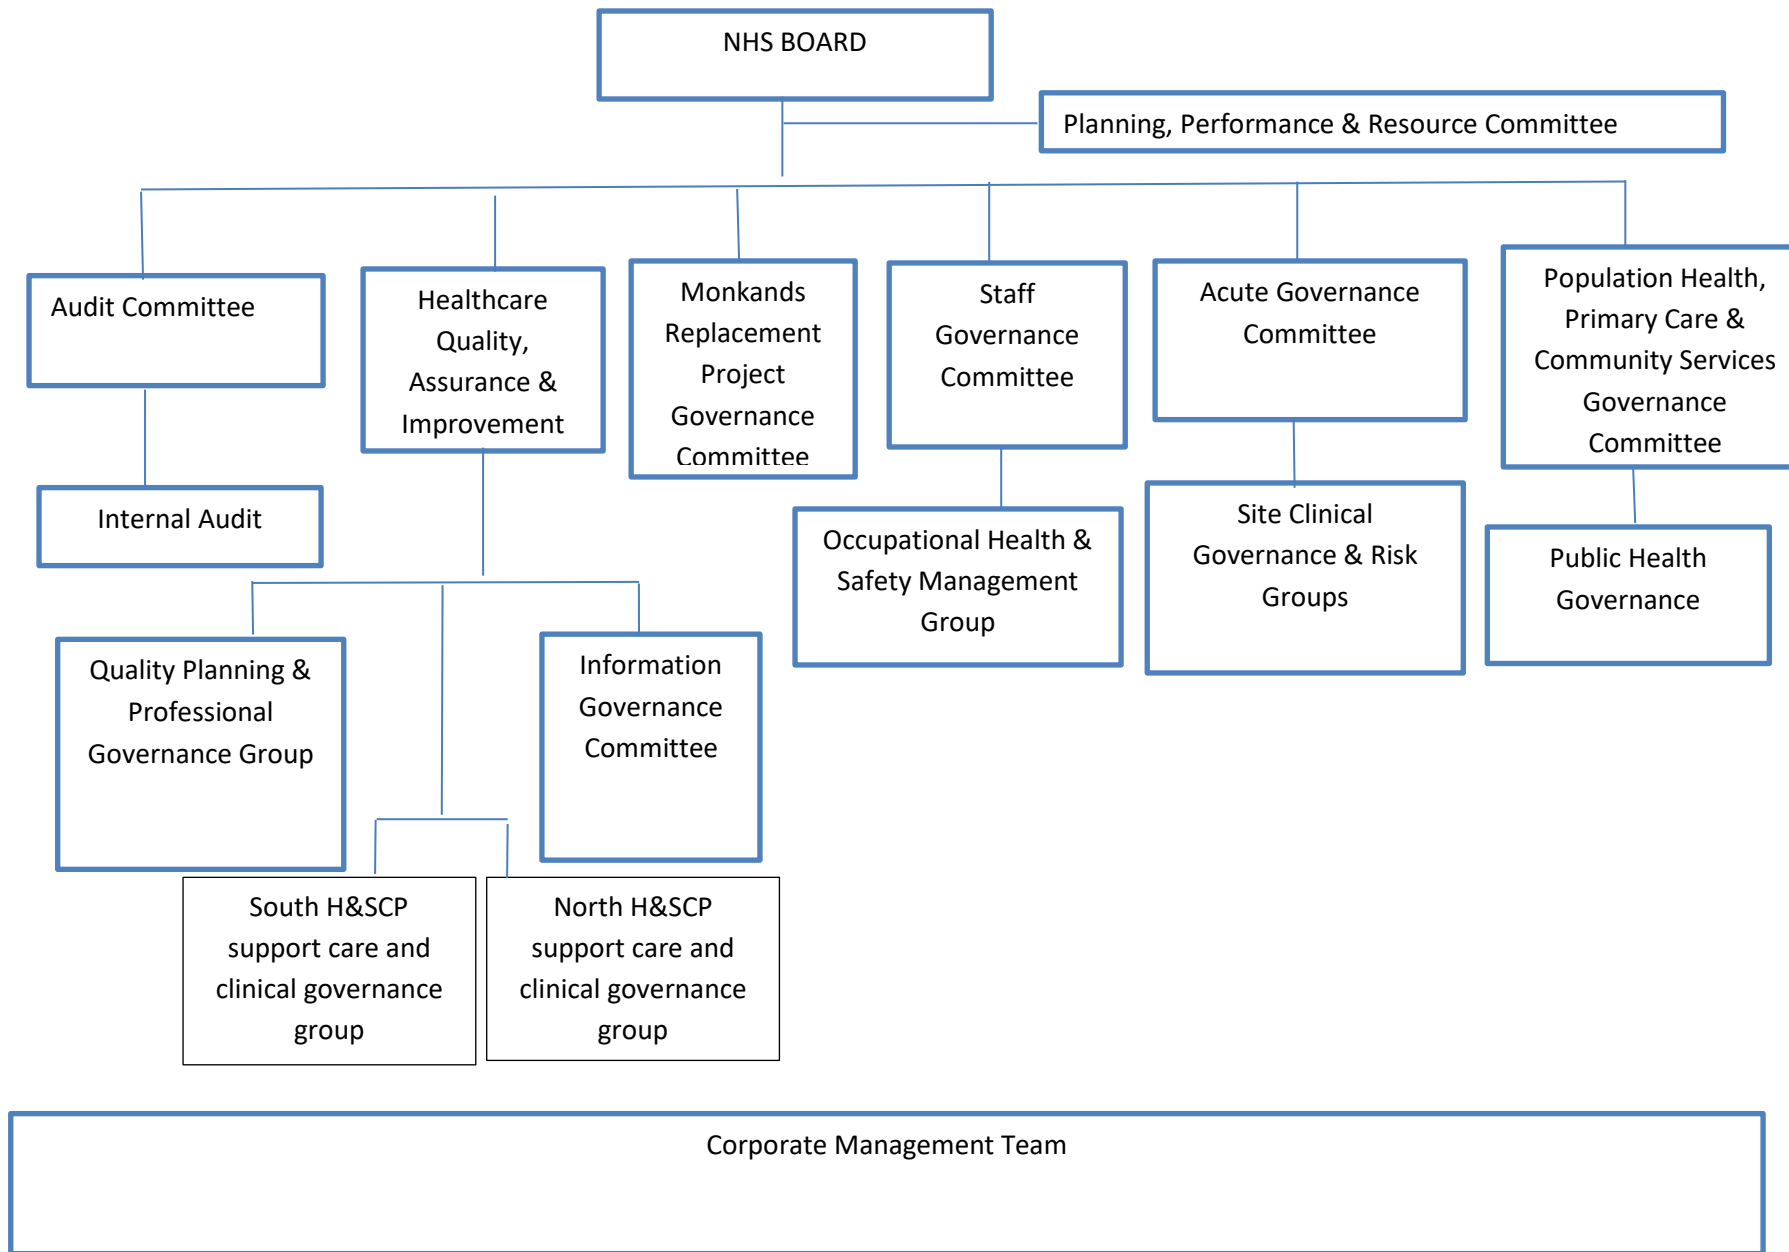 NHS BOARD
Planning, Performance & Resource Committee
Audit Committee
Healthcare
Quality,
Assurance &
Improvement
Monkands
Replacement
Project
Governance
Committee
Staff
Governance
Committee
Acute Governance
Committee
Population Health,
Primary Care &
Community Services
Governance
Committee
Internal Audit
Occupational Health &
Safety Management
Group
Site Clinical
Governance & Risk
Groups
Public Health
Governance
Quality Planning &
Professional
Governance Group
Information
Governance
Committee
South H&SCP
support care and
clinical governance
group
North H&SCP
support care and
clinical governance
group
Corporate Management Team